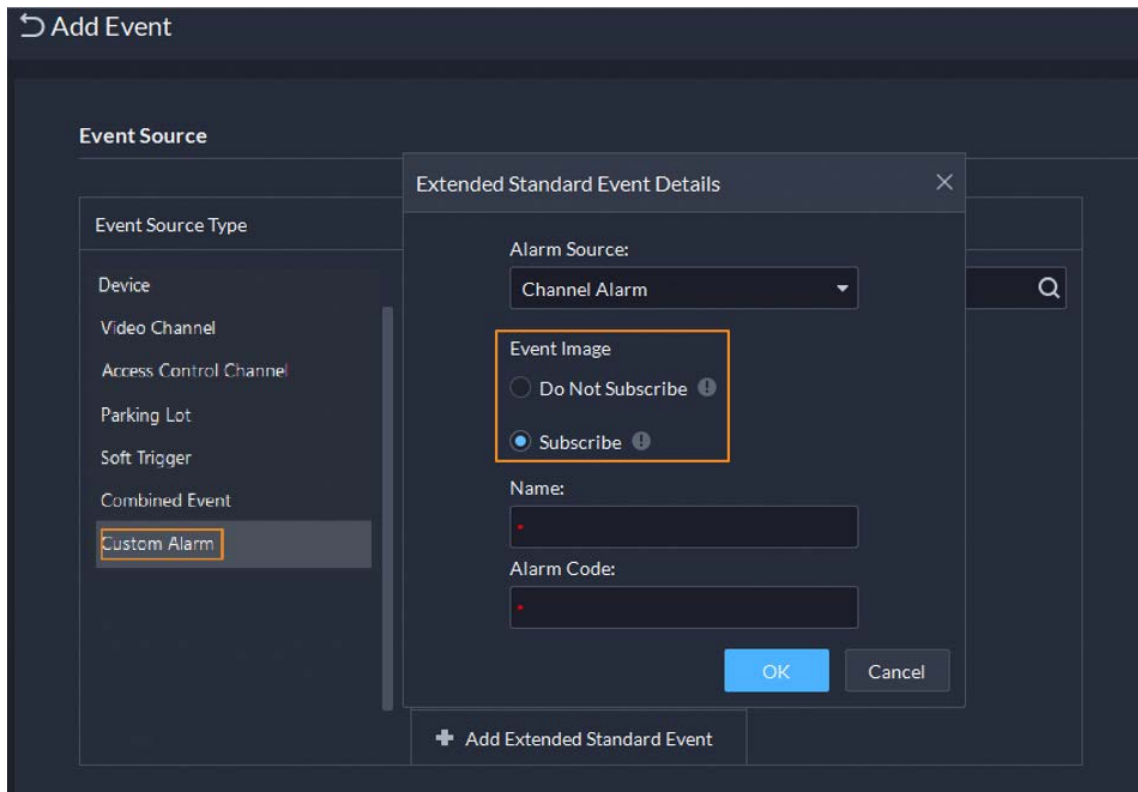 Add Event
Event Source
Event Source Type
Device
Video Channel
Access Control Channel
Parking Lot
Soft Trigger
Combined Event
Custom Alarm
Extended Standard Event Details
Alarm Source:
Channel Alarm
Event Image
Do Not Subscribe
Subscribe
Name:
*
Alarm Code:
*
OK Cancel
Add Extended Standard Event